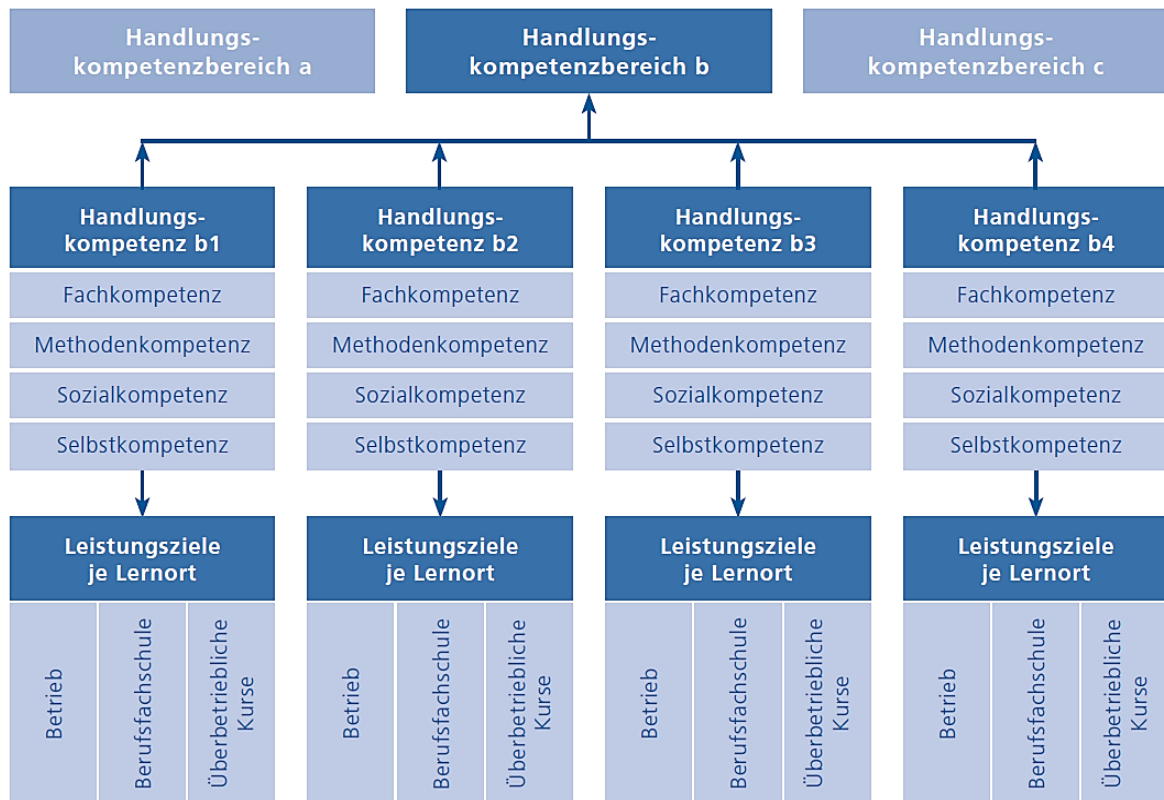 Handlungs-
kompetenzbereich a
Handlungs-
kompetenzbereich b
Handlungs-
kompetenzbereich c
Handlungs-
kompetenz b1
Fachkompetenz
Methodenkompetenz
Sozialkompetenz
Selbstkompetenz
Leistungsziele
je Lernort
Betrieb
Berufsfachschule
Überbetriebliche
Kurse
Handlungs-
kompetenz b2
Fachkompetenz
Methodenkompetenz
Sozialkompetenz
Selbstkompetenz
Leistungsziele
je Lernort
Betrieb
Berufsfachschule
Überbetriebliche
Kurse
Handlungs-
kompetenz b3
Fachkompetenz
Methodenkompetenz
Sozialkompetenz
Selbstkompetenz
Leistungsziele
je Lernort
Betrieb
Berufsfachschule
Überbetriebliche
Kurse
Handlungs-
kompetenz b4
Fachkompetenz
Methodenkompetenz
Sozialkompetenz
Selbstkompetenz
Leistungsziele
je Lernort
Betrieb
Berufsfachschule
Überbetriebliche
Kurse